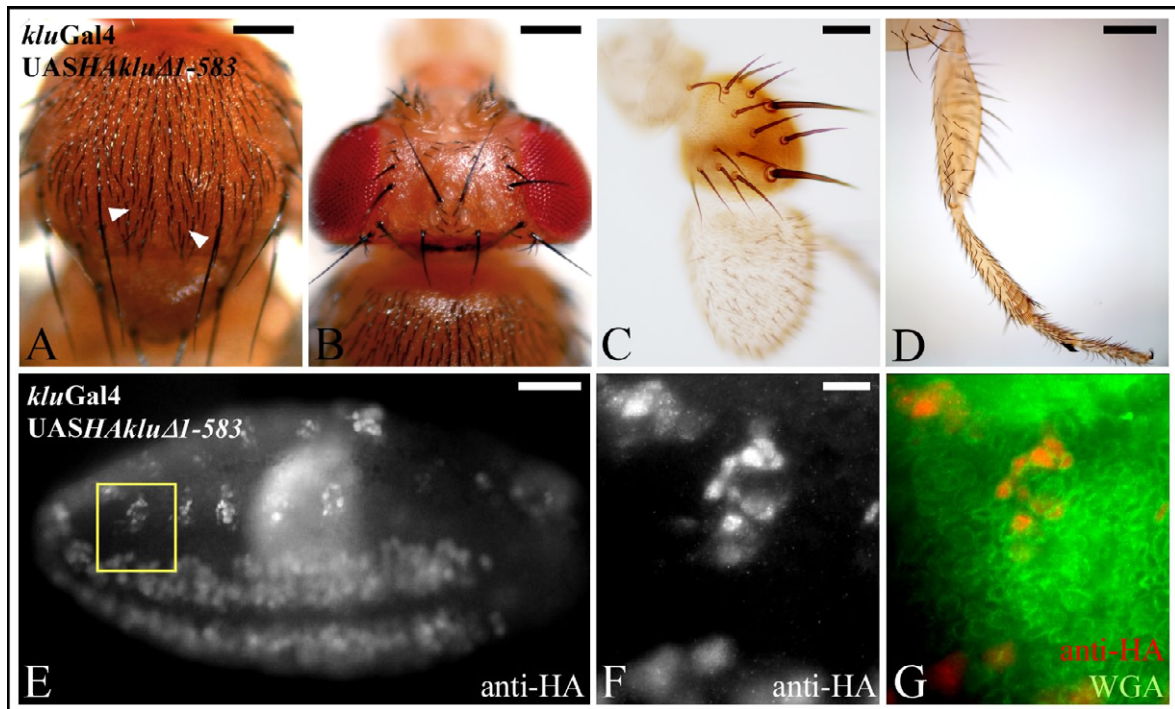 kluGal4
UASHAkluΔ1-583
A
B
C
D
kluGal4
UASHAkluΔ1-583
E
anti-HA
F
anti-HA
G
anti-HA
WGA